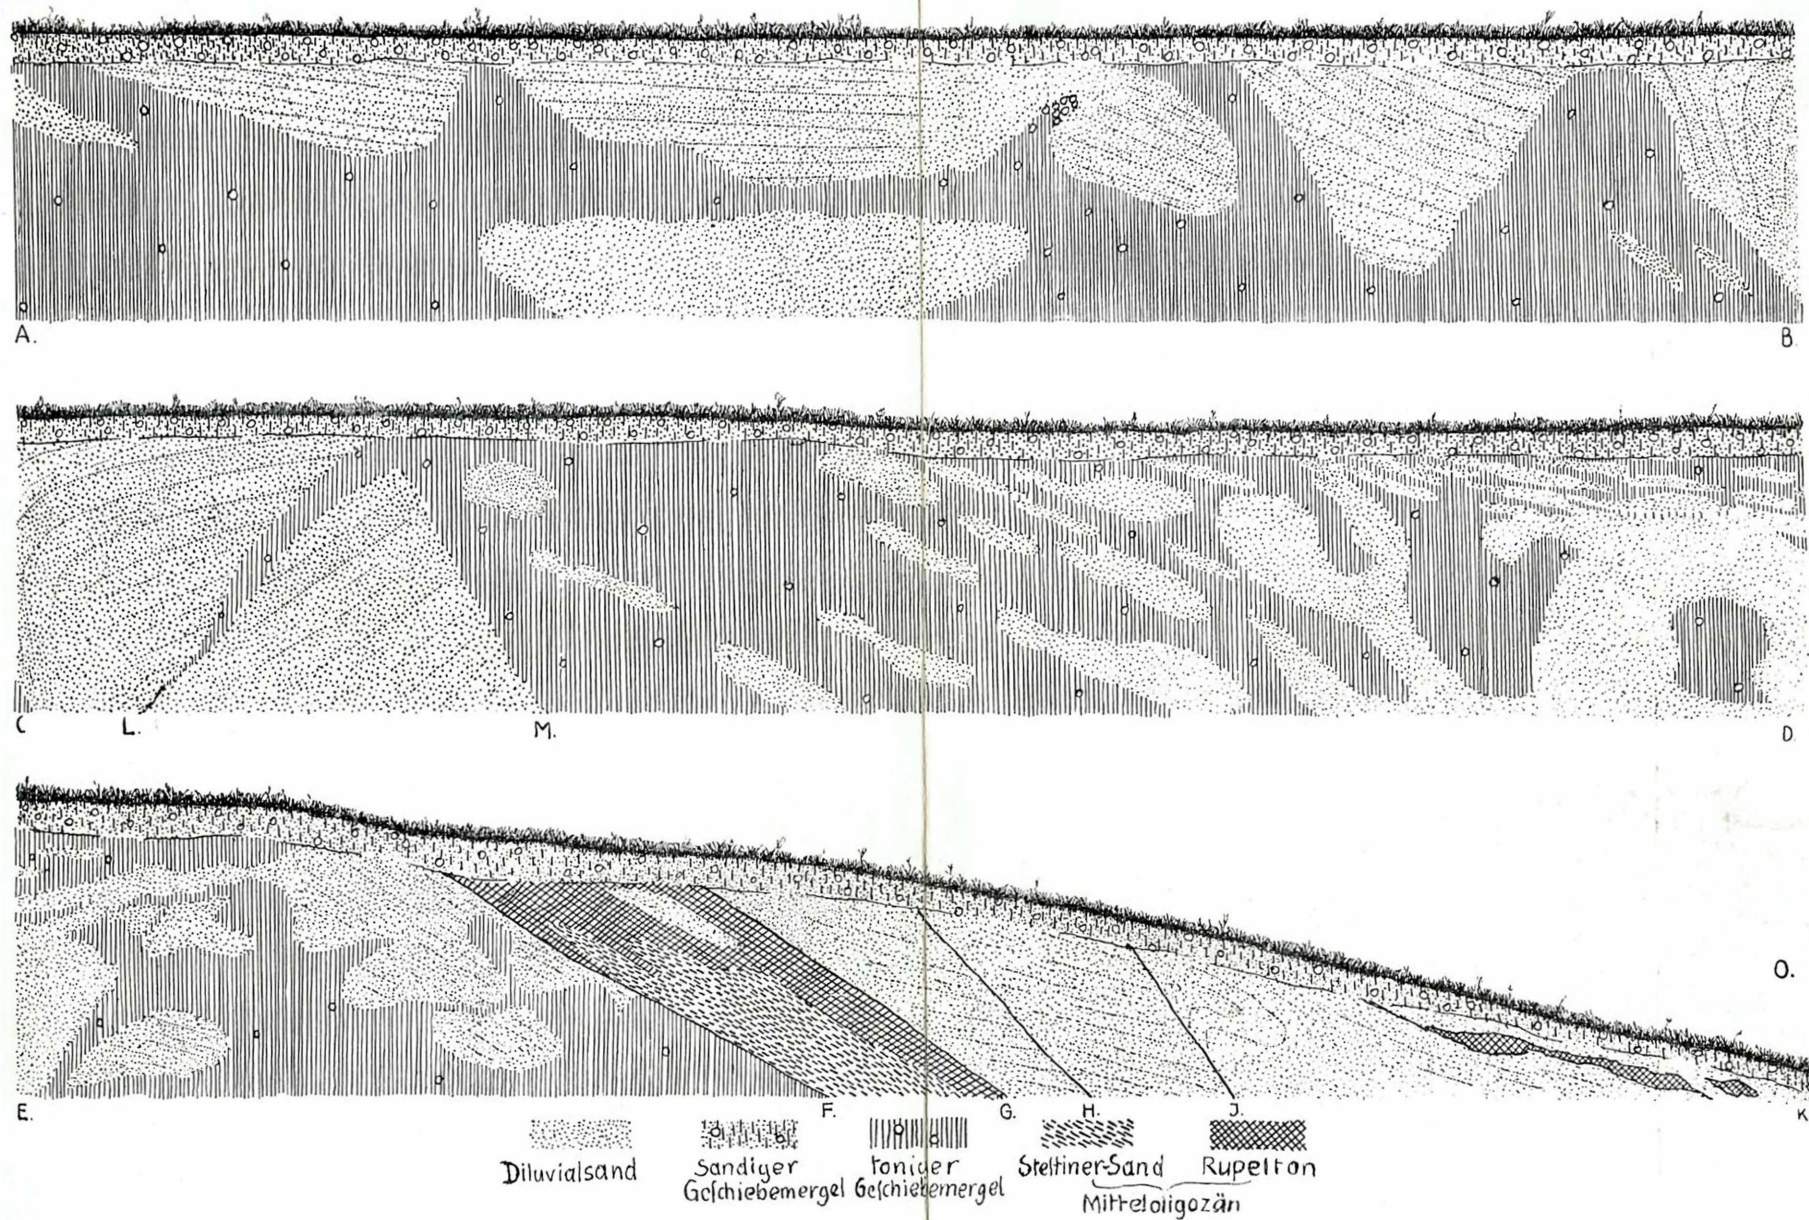 A. B.
C L. M. D.
O.
E. F. G. H. J. K
Diluvialsand Sandiger toniger Stettiner-Sand Rupelton
Geſchiebemergel Geſchiebemergel
Mitteloligozän